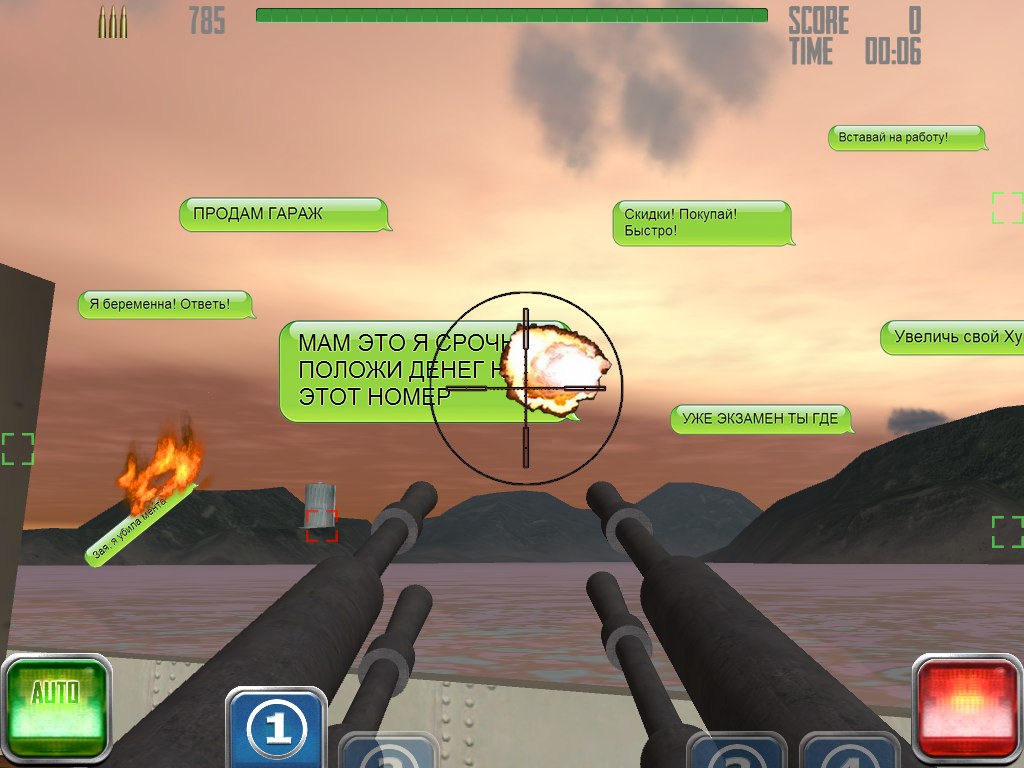 785
SCORE 0
TIME 00:06
Вставай на работу!
ПРОДАМ ГАРАЖ
Скидки! Покупай!
Быстро!
Я беременна! Ответь!
МАМ ЭТО Я СРОЧН
ПОЛОЖИ ДЕНЕГ Н
ЭТОТ НОМЕР
Увеличь свой Ху
УЖЕ ЭКЗАМЕН ТЫ ГДЕ
Зая, я убила мента
AUTO
1